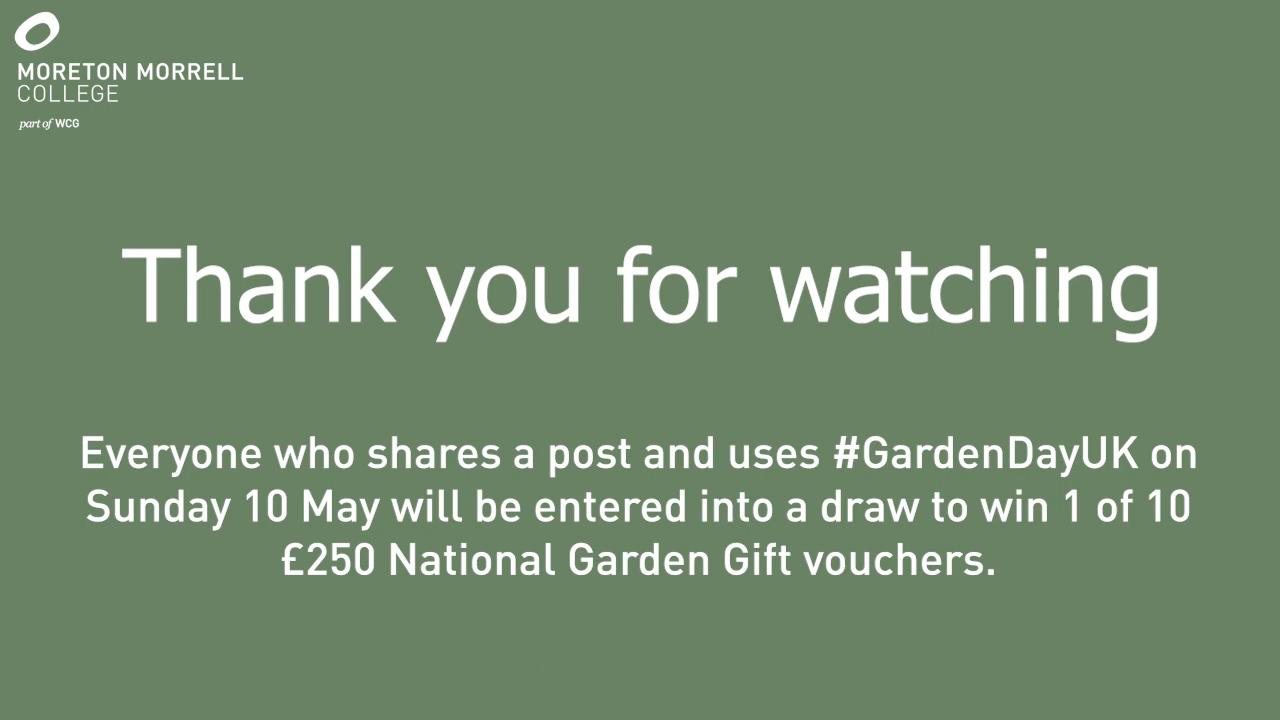 MORETON MORRELL
COLLEGE
part of WCG
Thank you for watching
Everyone who shares a post and uses #GardenDayUK on
Sunday 10 May will be entered into a draw to win 1 of 10
£250 National Garden Gift vouchers.